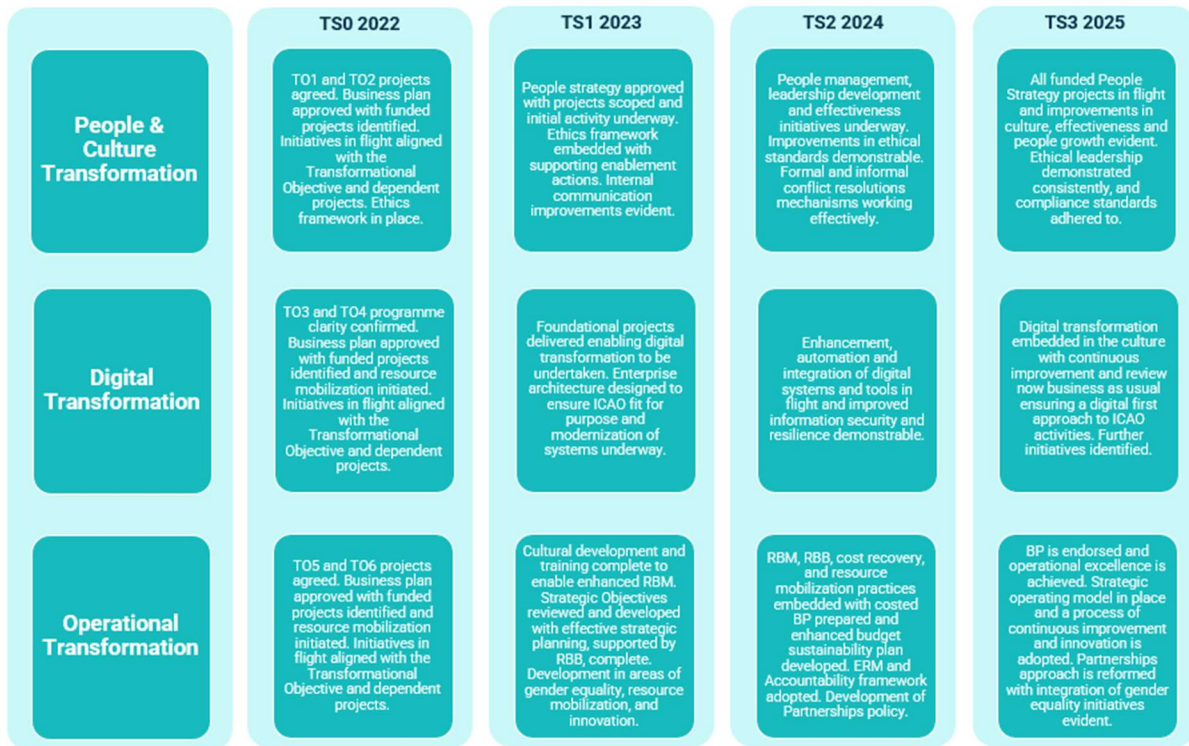 TS0 2022
TS1 2023
TS2 2024
TS3 2025
People &
Culture
Transformation
TO1 and TO2 projects
agreed. Business plan
approved with funded
projects identified.
Initiatives in flight aligned
with the
Transformational
Objective and dependent
projects. Ethics
framework in place.
People strategy approved
with projects scoped and
initial activity underway.
Ethics framework
embedded with
supporting enablement
actions. Internal
communication
improvements evident.
People management,
leadership development
and effectiveness
initiatives underway.
Improvements in ethical
standards demonstrable.
Formal and informal
conflict resolutions
mechanisms working
effectively.
All funded People
Strategy projects in flight
and improvements in
culture, effectiveness and
people growth evident.
Ethical leadership
demonstrated
consistently, and
compliance standards
adhered to.
Digital
Transformation
TO3 and TO4 programme
clarity confirmed.
Business plan approved
with funded projects
identified and resource
mobilization initiated.
Initiatives in flight aligned
with the
Transformational
Objective and dependent
projects.
Foundational projects
delivered enabling digital
transformation to be
undertaken. Enterprise
architecture designed to
ensure ICAO fit for
purpose and
modernization of
systems underway.
Enhancement,
automation and
integration of digital
systems and tools in
flight and improved
information security and
resilience demonstrable.
Digital transformation
embedded in the culture
with continuous
improvement and review
now business as usual
ensuring a digital first
approach to ICAO
activities. Further
initiatives identified.
Operational
Transformation
TO5 and TO6 projects
agreed. Business plan
approved with funded
projects identified and
resource mobilization
initiated. Initiatives in
flight aligned with the
Transformational
Objective and dependent
projects.
Cultural development and
training complete to
enable enhanced RBM.
Strategic Objectives
reviewed and developed
with effective strategic
planning, supported by
RBB, complete.
Development in areas of
gender equality, resource
mobilization, and
innovation.
RBM, RBB, cost recovery,
and resource
mobilization practices
embedded with costed
BP prepared and
enhanced budget
sustainability plan
developed. ERM and
Accountability framework
adopted. Development of
Partnerships policy.
BP is endorsed and
operational excellence is
achieved. Strategic
operating model in place
and a process of
continuous improvement
and innovation is
adopted. Partnerships
approach is reformed
with integration of gender
equality initiatives
evident.